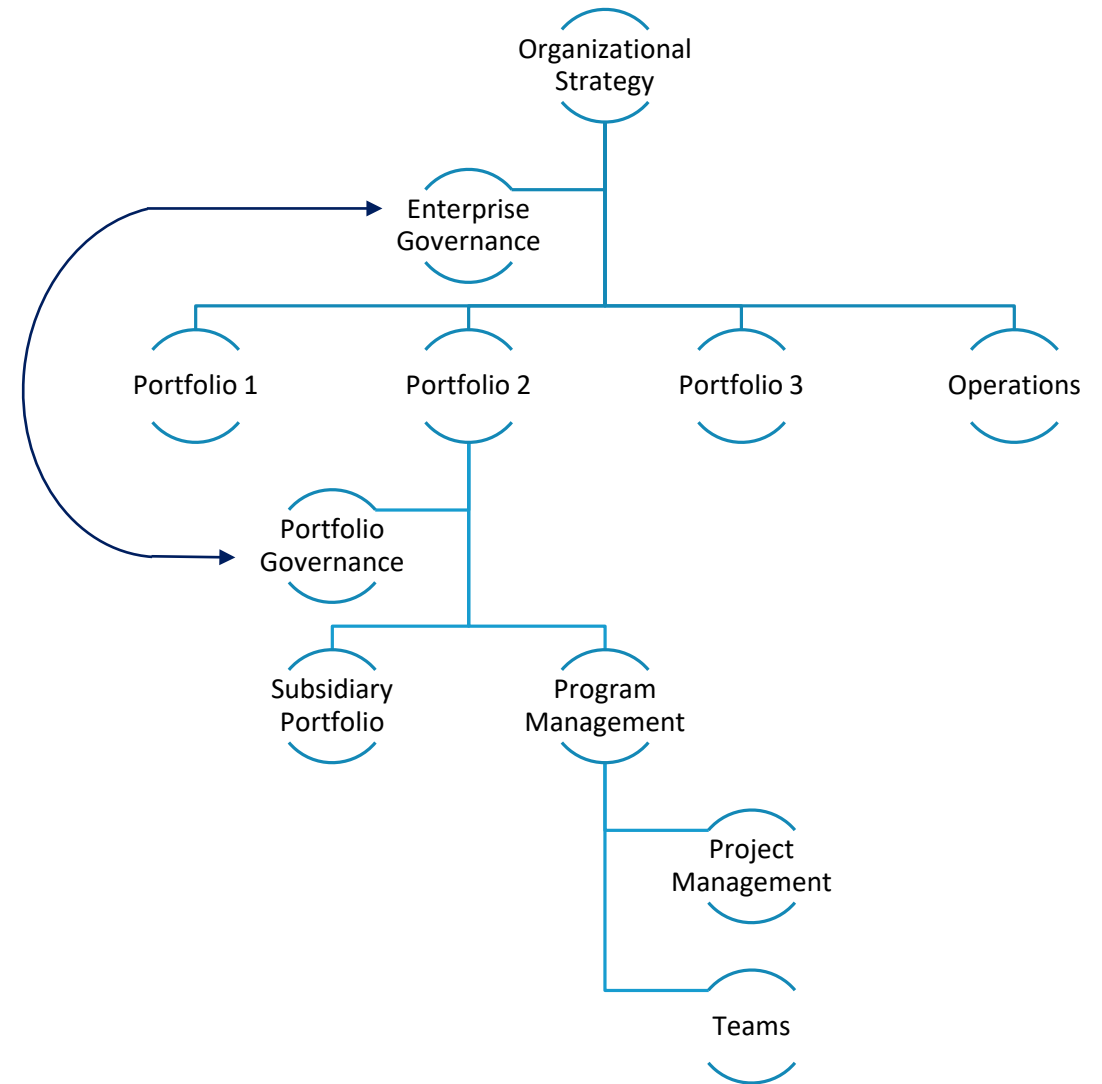 Organizational
Strategy
Enterprise
Governance
Portfolio 1
Portfolio 2
Portfolio 3
Operations
Portfolio
Governance
Subsidiary
Portfolio
Program
Management
Project
Management
Teams